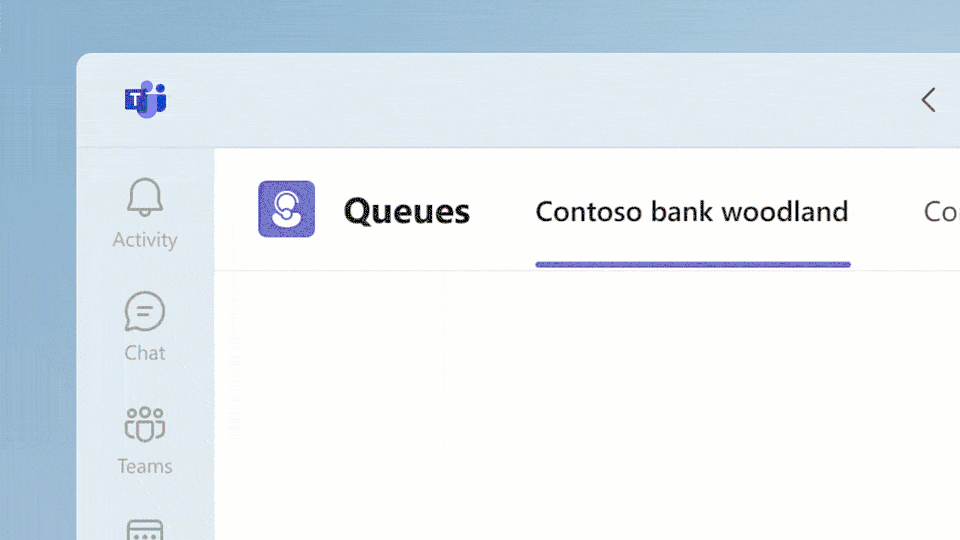 T
Queues
Contoso bank woodland
Activity
Chat
Teams